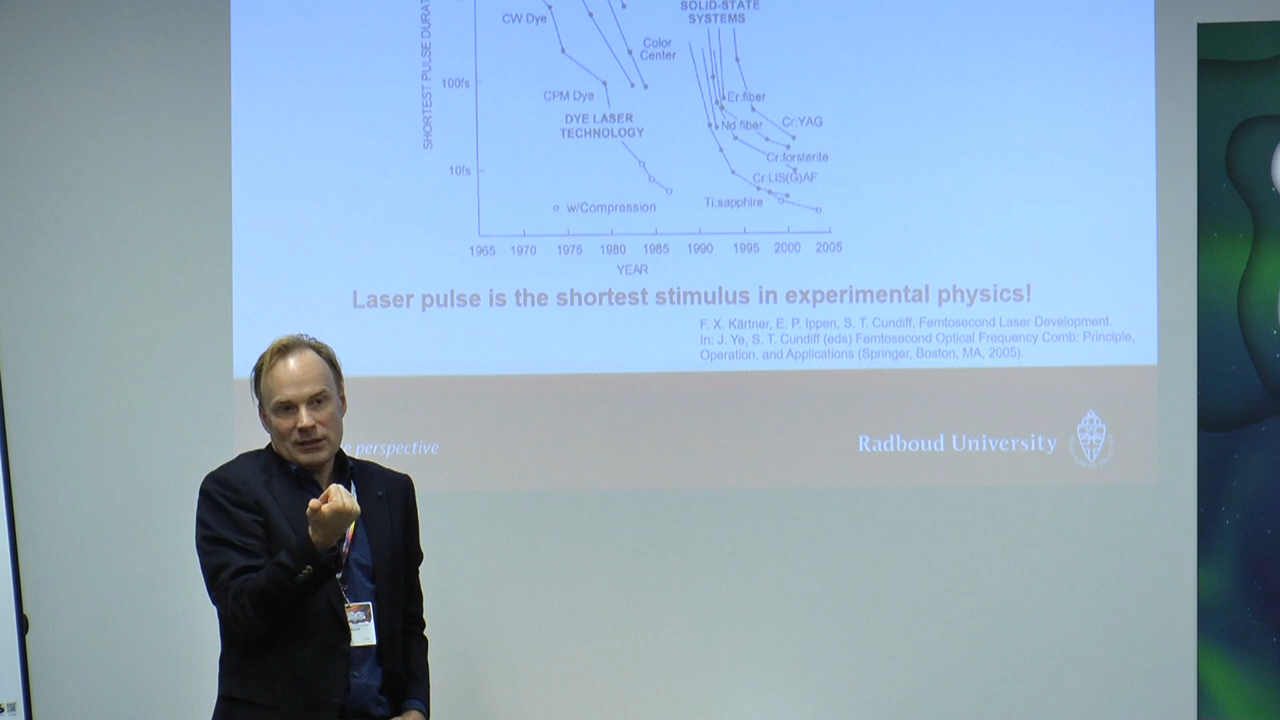 SOLID-STATE
SYSTEMS
CW Dye
Color
Center
SHORTEST PULSE DURAT
100fs
CPM Dye
Er:fiber
DYE LASER
TECHNOLOGY
Nd:fiber
Cr:YAG
Cr:forsterite
10fs
Cr:LIS(G)AF
Ti:sapphire
w/Compression
1965 1970 1975 1980 1985 1990 1995 2000 2005
YEAR
Laser pulse is the shortest stimulus in experimental physics!
F. X. Kärtner, E. P. Ippen, S. T. Cundiff, Femtosecond Laser Development.
In: J. Ye, S. T. Cundiff (eds) Femtosecond Optical Frequency Comb: Principle,
Operation, and Applications (Springer, Boston, MA, 2005).
perspective
Radboud University